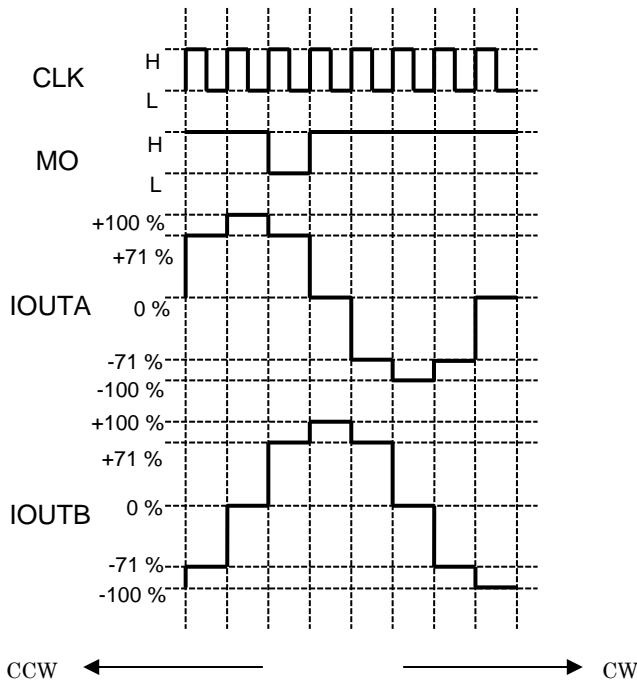 CLK
H
L
MO
H
L
IOUTA
+100 %
+71 %
0 %
-71 %
-100 %
IOUTB
+100 %
+71 %
0 %
-71 %
-100 %
CCW
CW